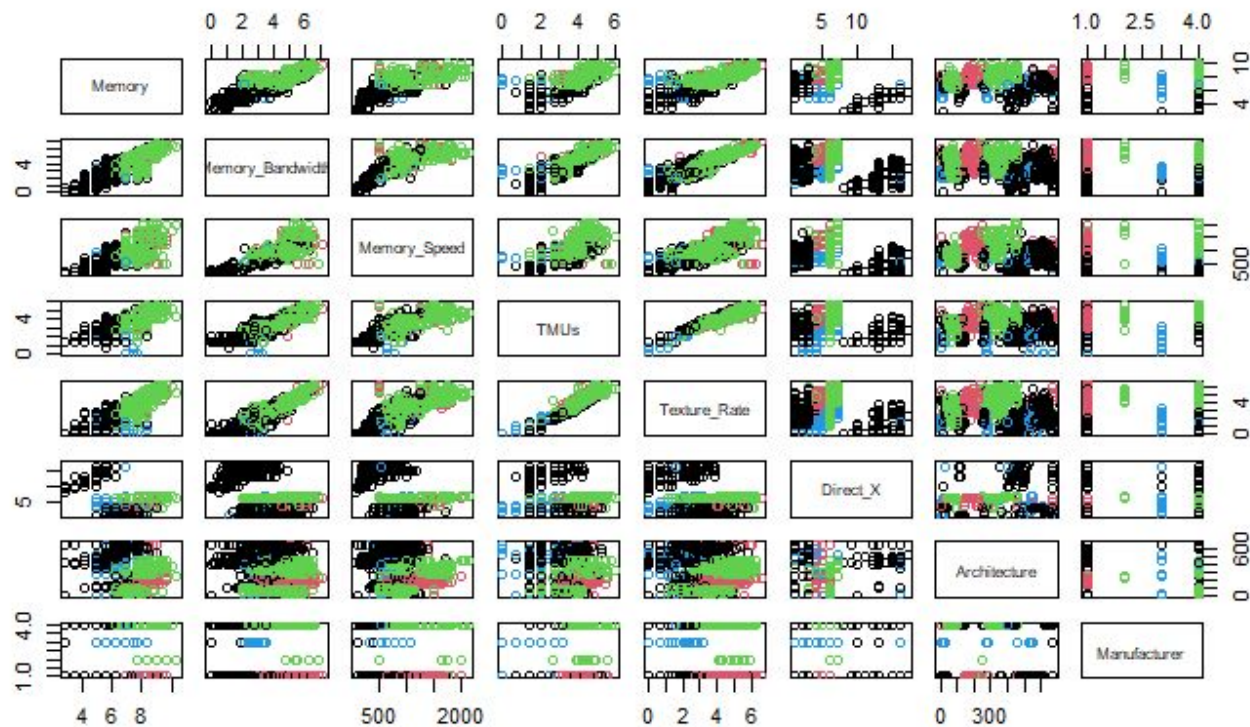 0 2 4 6 0 2 4 6 5 10 1.0 2.5 4.0
Memory 4 10
0 4 Memory_Bandwidth
Memory_Speed 500
0 4 TMUs
Texture_Rate 0 4
5 Direct_X
Architecture 0 600
1.0 4.0 Manufacturer
4 8 500 2000 0 2 4 6 0 300